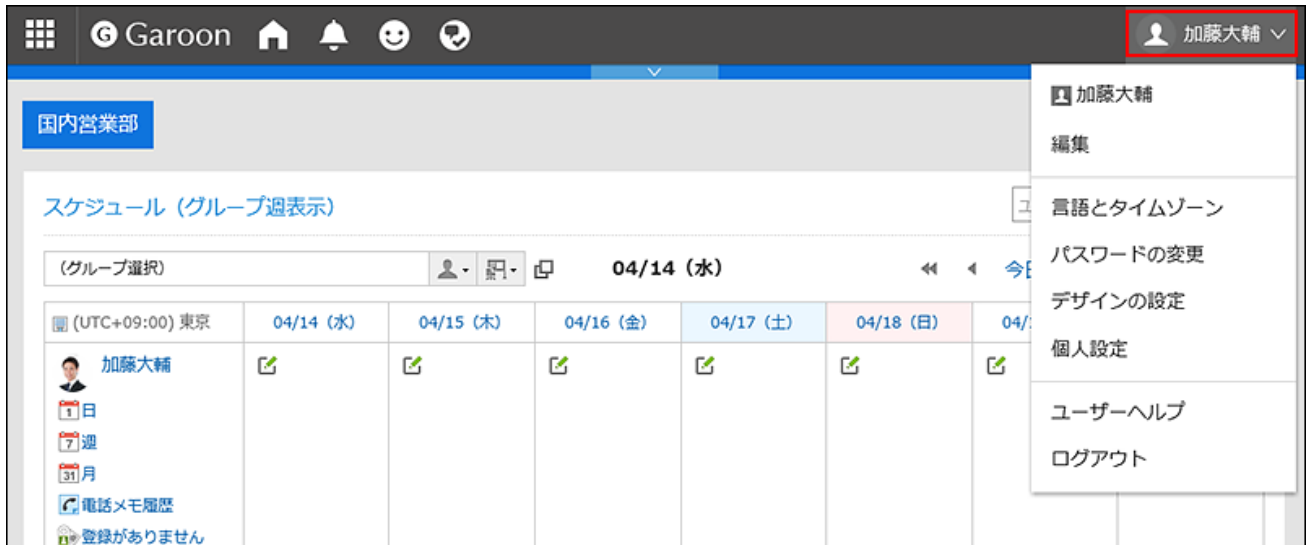 Garoon
加藤大輔
加藤大輔
編集
国内営業部
言語とタイムゾーン
パスワードの変更
デザインの設定
個人設定
ユーザーヘルプ
ログアウト
スケジュール（グループ週表示）
（グループ選択） 04/14（水）
(UTC+09:00) 東京 04/14（水） 04/15（木） 04/16（金） 04/17（土） 04/18（日） 04/
加藤大輔
1 日
7 週
31 月
電話メモ履歴
登録がありません